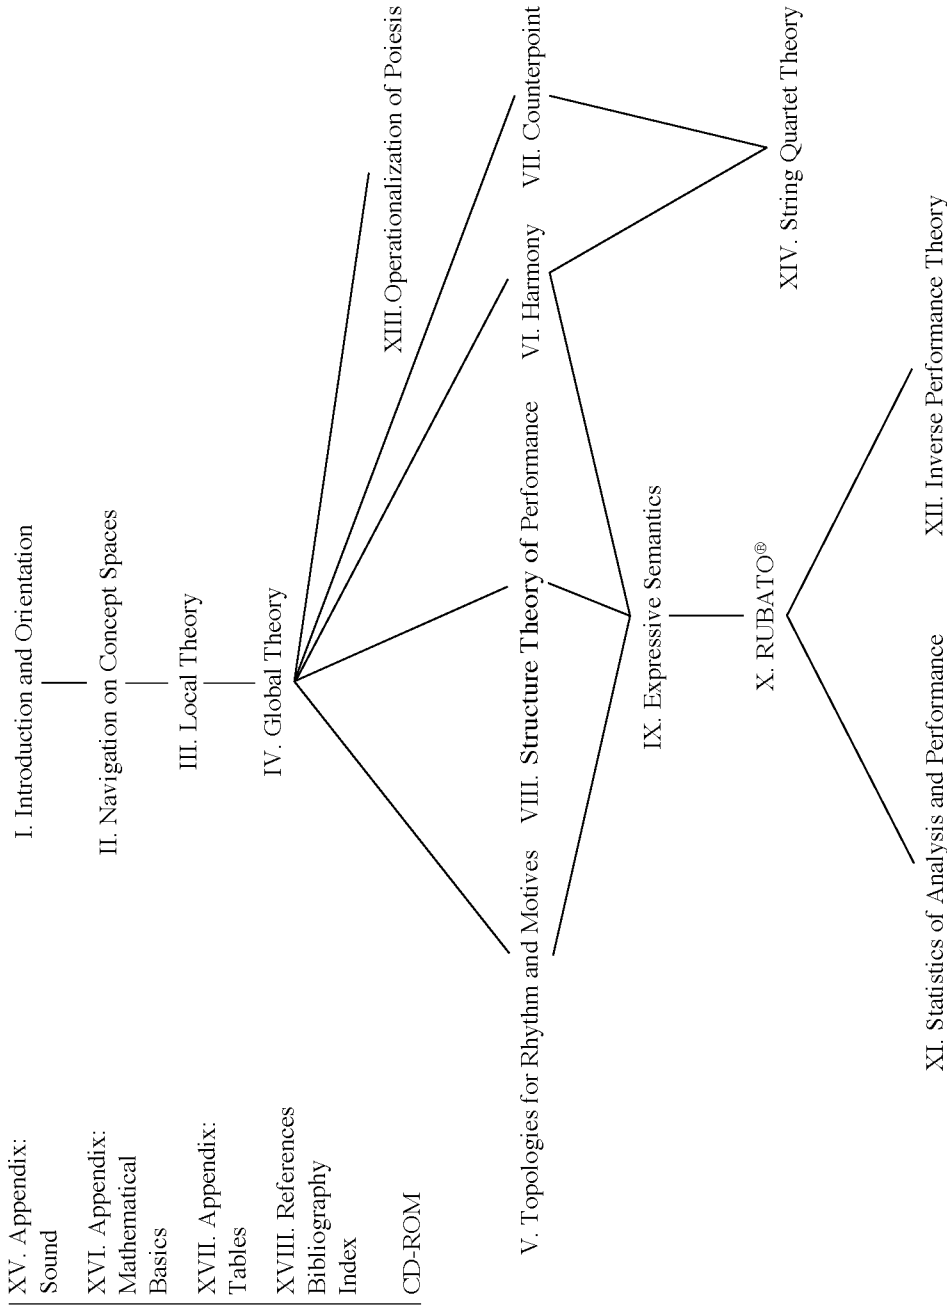 XV. Appendix:
Sound
XVI. Appendix:
Mathematical
Basics
XVII. Appendix:
Tables
XVIII. References
Bibliography
Index
CD-ROM
I. Introduction and Orientation
II. Navigation on Concept Spaces
III. Local Theory
IV. Global Theory
XIII.Operationalization of Poiesis
V. Topologies for Rhythm and Motives
VIII. Structure Theory of Performance
VI. Harmony
VII. Counterpoint
IX. Expressive Semantics
X. RUBATO®
XIV. String Quartet Theory
XI. Statistics of Analysis and Performance
XII. Inverse Performance Theory